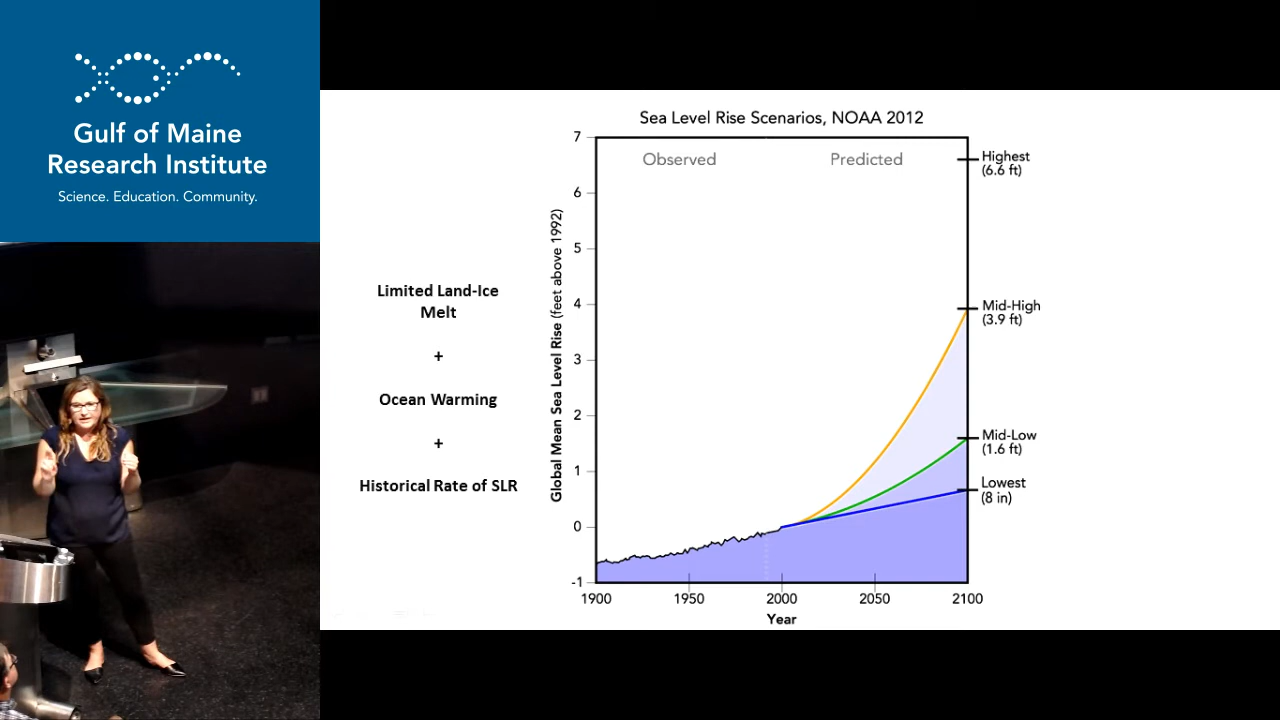 Gulf of Maine
Research Institute
Science. Education. Community.
Limited Land-Ice
Melt
+
Ocean Warming
+
Historical Rate of SLR
Sea Level Rise Scenarios, NOAA 2012
Observed
Predicted
Global Mean Sea Level Rise (feet above 1992)
7
6
5
4
3
2
1
0
-1
1900
1950
2000
2050
2100
Year
Highest
(6.6 ft)
Mid-High
(3.9 ft)
Mid-Low
(1.6 ft)
Lowest
(8 in)